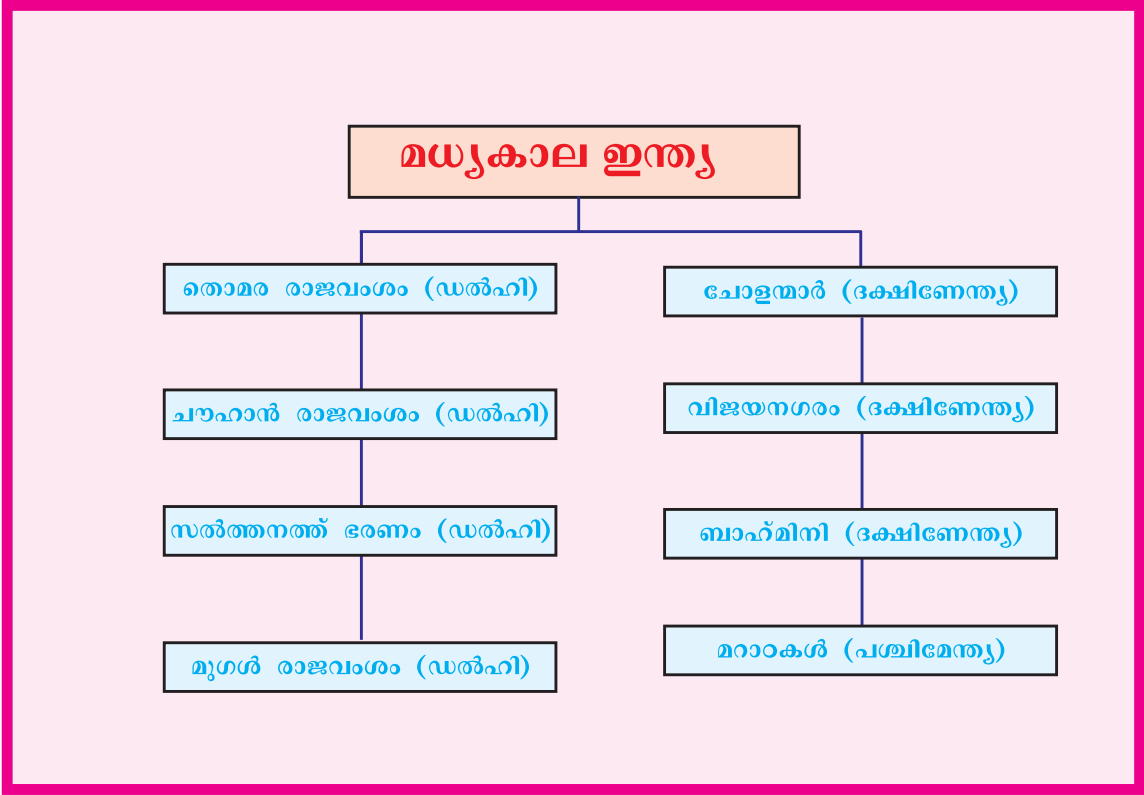 മധ്യകാല ഇന്ത്യ
തൊമര രാജവംശം (ഡൽഹി)
ചൗഹാൻ രാജവംശം (ഡൽഹി)
സൽത്തനത്ത് ഭരണം (ഡൽഹി)
മുഗൾ രാജവംശം (ഡൽഹി)
ചോളന്മാർ (ദക്ഷിണേന്ത്യ)
വിജയനഗരം (ദക്ഷിണേന്ത്യ)
ബാഹ്മിനി (ദക്ഷിണേന്ത്യ)
മറാഠകൾ (പശ്ചിമേന്ത്യ)